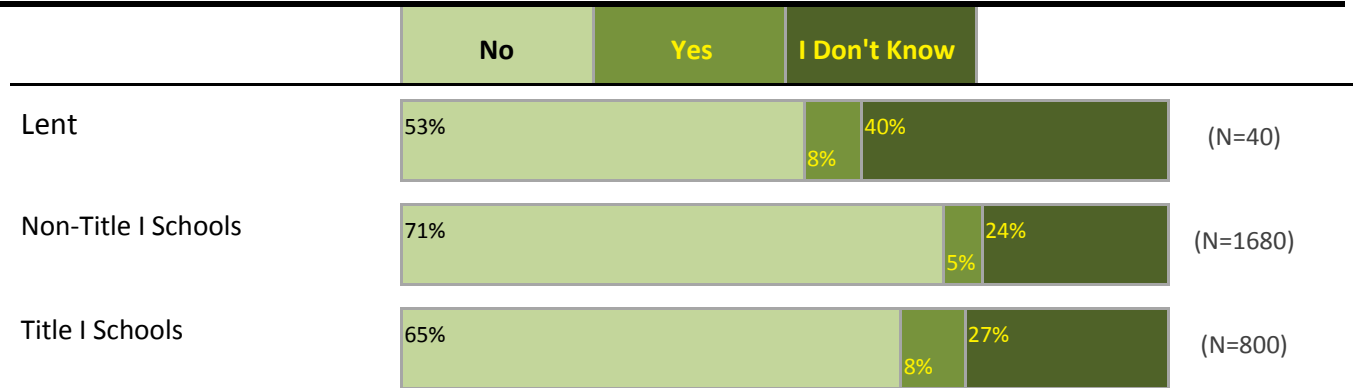 No Yes I Don't Know
Lent 53% 8% 40% (N=40)
Non-Title I Schools 71% 5% 24% (N=1680)
Title I Schools 65% 8% 27% (N=800)